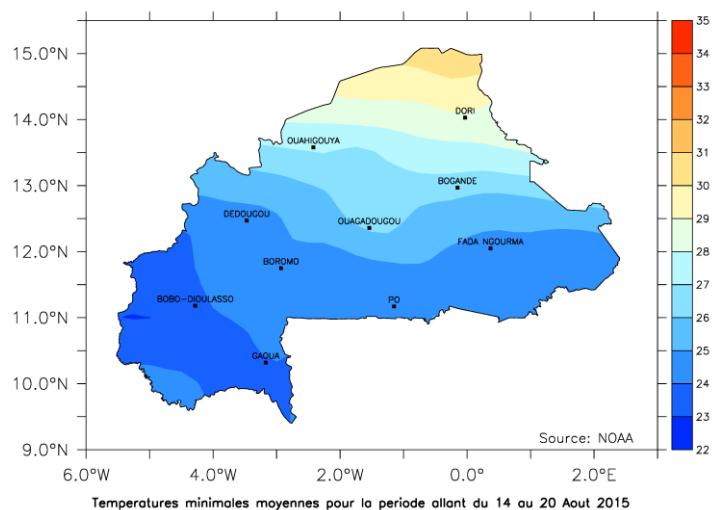 35
15.0°N
34
33
14.0°N
DORI
32
OUAHIGOUYA
31
13.0°N
BOGANDE
30
DEDOUGOU
OUAGADOUGOU
29
12.0°N
FADA NGOURMA
28
BOROMO
27
BOBO-DIOULASSO
PO
26
11.0°N
25
GAOUA
24
10.0°N
23
Source: NOAA
9.0°N
22
6.0°W 4.0°W 2.0°W 0.0° 2.0°E
Temperatures minimales moyennes pour la periode allant du 14 au 20 Aout 2015